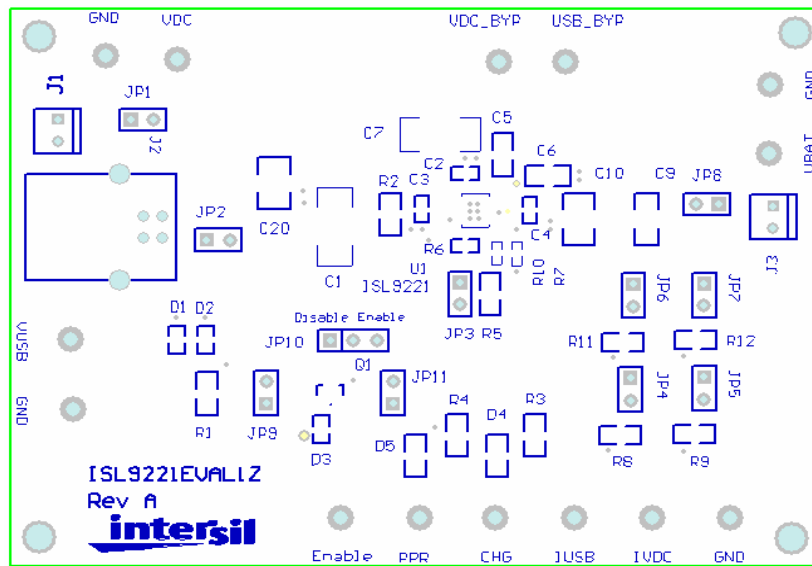 GND
VDC
VDC_BYP
USB_BYP
J1
JP1
J2
GND
VBAT
C7
C5
C2
C6
C10
C9
JP8
R2
C3
C4
JP2
C20
C1
R6
U1
ISL9221
R10
R7
J3
JP3
R5
JP6
JP7
D1
D2
VUSB
Disable Enable
JP10
Q1
R11
R12
GND
R1
JP9
JP11
JP4
JP5
D3
R4
D4
R3
D5
R8
R9
ISL9221EVAL1Z
Rev A
intersil
Enable
PPR
CHG
IUSB
IVDC
GND